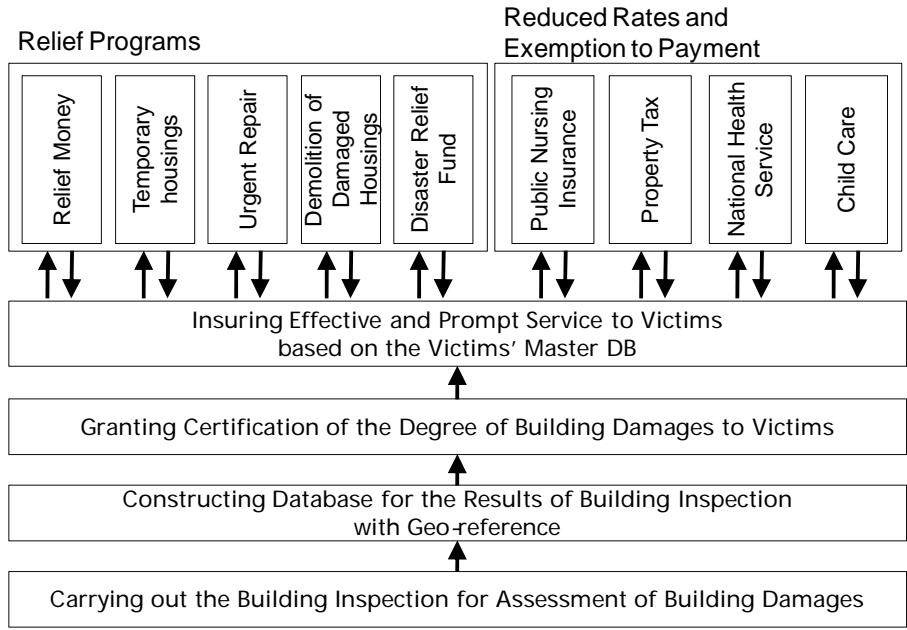 Relief Programs
Reduced Rates and
Exemption to Payment
Relief Money
Temporary
housings
Urgent Repair
Demolition of
Damaged
Housings
Disaster Relief
Fund
Public Nursing
Insurance
Property Tax
National Health
Service
Child Care
Insuring Effective and Prompt Service to Victims
based on the Victims’ Master DB
Granting Certification of the Degree of Building Damages to Victims
Constructing Database for the Results of Building Inspection
with Geo-reference
Carrying out the Building Inspection for Assessment of Building Damages